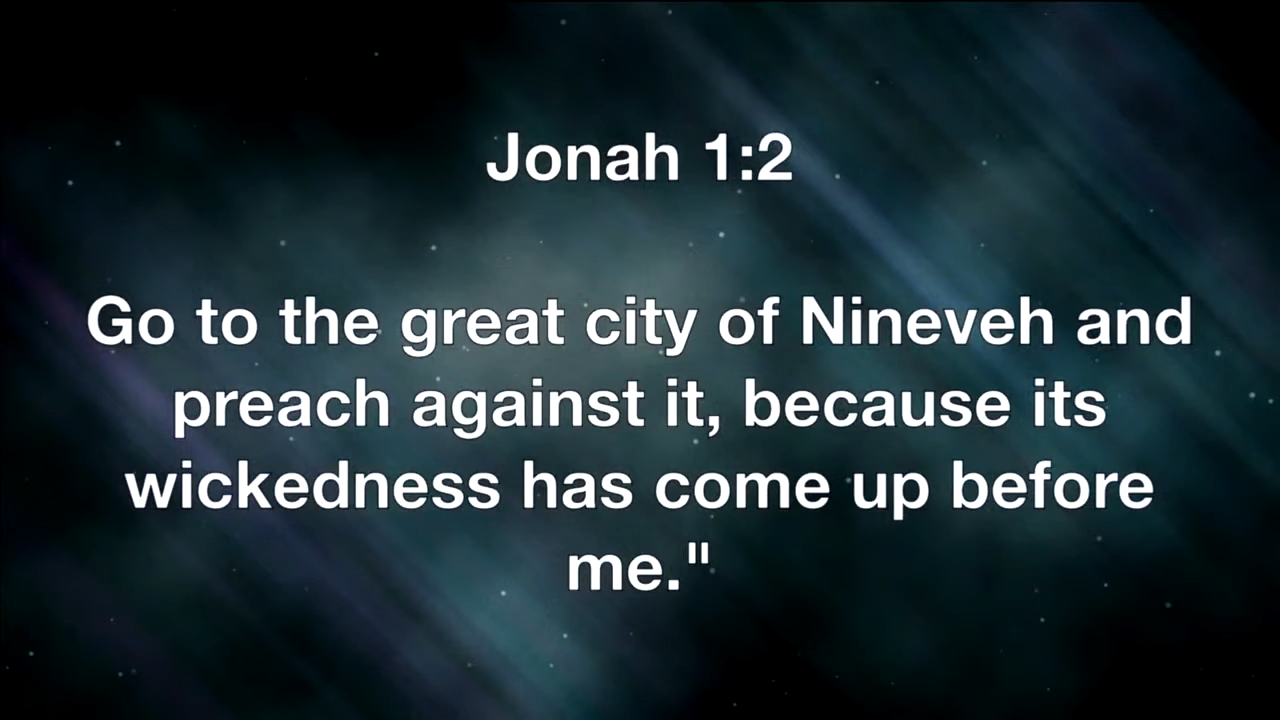 Jonah 1:2
Go to the great city of Nineveh and
preach against it, because its
wickedness has come up before
me."